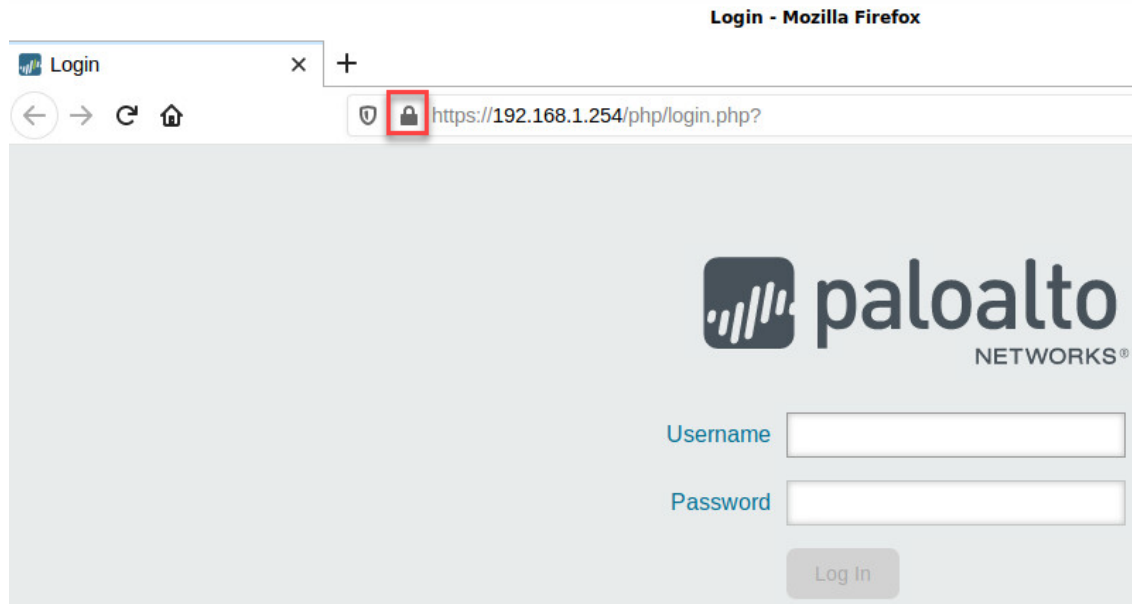 Login - Mozilla Firefox
Login
https://192.168.1.254/php/login.php?
paloalto
NETWORKS®
Username
Password
Log In